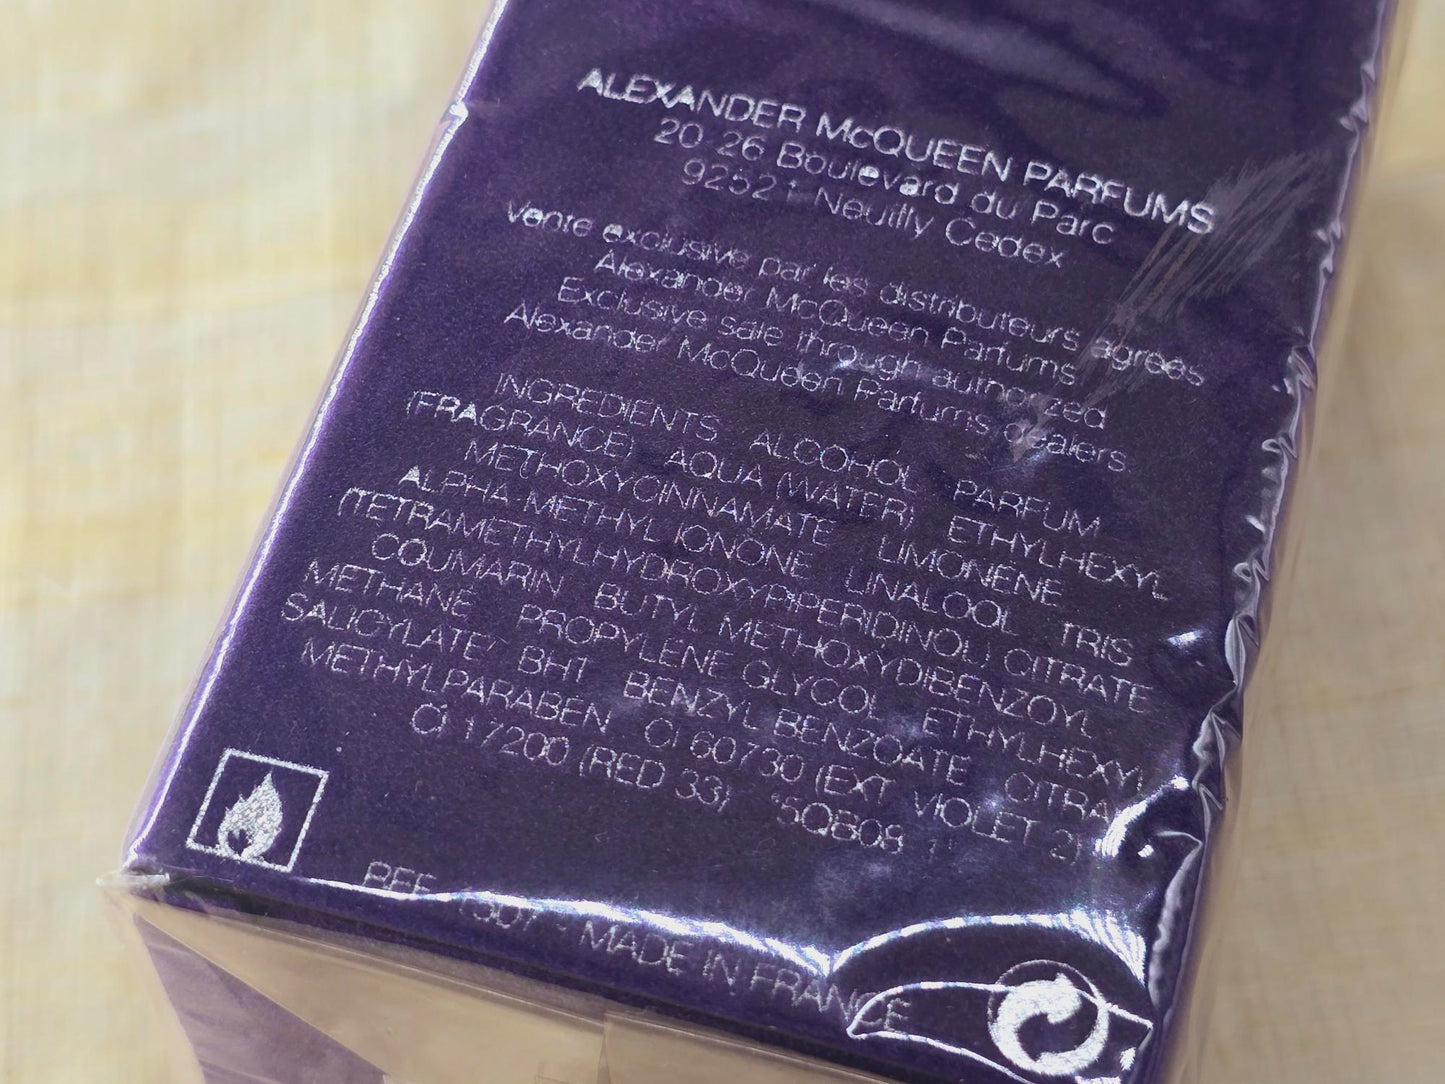 ALEXANDER McQUEEN PARFUMS
20-26 Boulevard du Parc
92521 Neuilly Cedex
Vente exclusive par les distributeurs agrees
Alexander McQueen Parfums
Exclusive sale through authorized
Alexander McQueen Parfums dealers
INGREDIENTS ALCOHOL PARFUM
(FRAGRANCE) AQUA (WATER) ETHYLHEXYL
METHOXYCINNAMATE LIMONENE
ALPHA-METHYL IONONE LINALOOL TRIS
(TETRAMETHYLHYDROXYPIPERIDINOL) CITRATE
COUMARIN BUTYL METHOXYDIBENZOYL
METHANE PROPYLENE GLYCOL ETHYLHEXYL
SALICYLATE BHT BENZYL BENZOATE CITRA
METHYLPARABEN CI 60730 (EXT VIOLET 2)
CI 17200 (RED 33)
REF MADE IN FRANCE